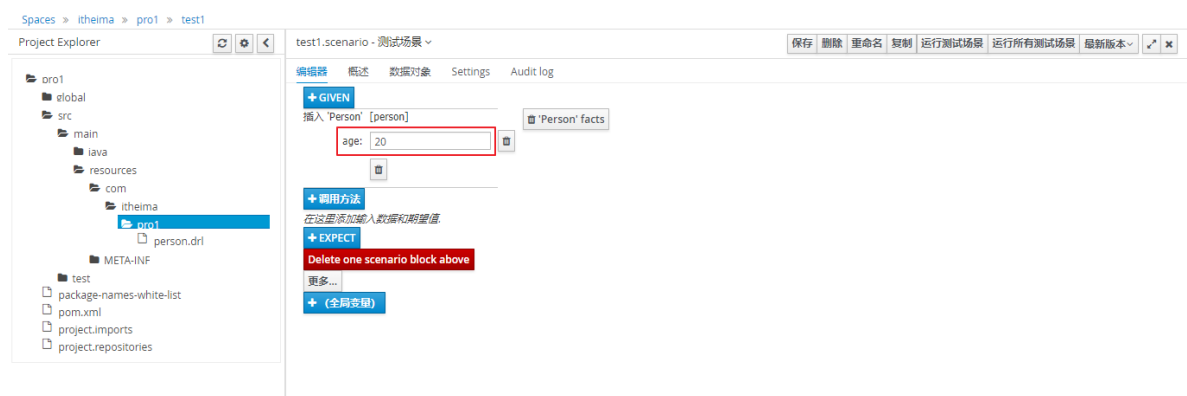 Spaces » itheima » pro1 » test1
Project Explorer
test1.scenario - 测试场景
保存 删除 重命名 复制 运行测试场景 运行所有测试场景 最新版本
编辑器 概述 数据对象 Settings Audit log
pro1
global
src
main
java
resources
com
itheima
pro1
person.drl
META-INF
test
package-names-white-list
pom.xml
project.imports
project.repositories
+ GIVEN
插入 'Person' [person]
'Person' facts
age: 20
+ 调用方法
在这里添加输入数据和期望值.
+ EXPECT
Delete one scenario block above
更多...
+ (全局变量)